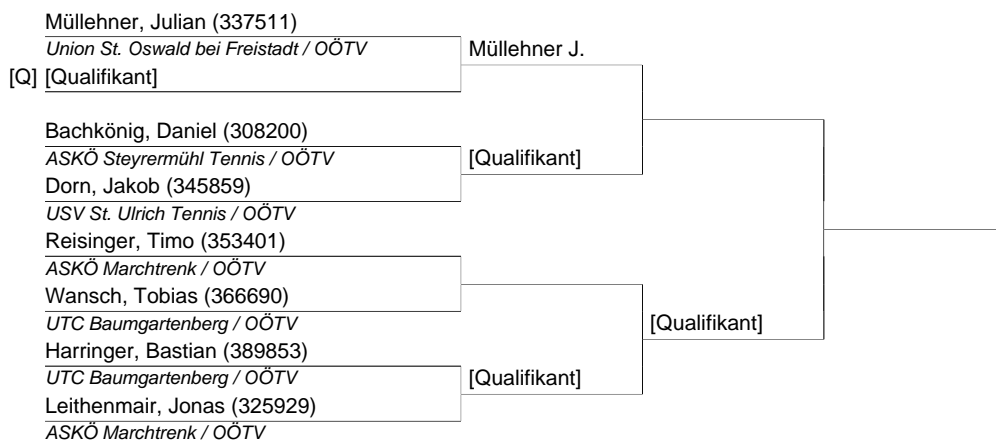 Müllehner, Julian (337511)
Union St. Oswald bei Freistadt / OÖTV
Müllehner J.
[Q] [Qualifikant]
Bachkönig, Daniel (308200)
ASKÖ Steyrermühl Tennis / OÖTV
[Qualifikant]
Dorn, Jakob (345859)
USV St. Ulrich Tennis / OÖTV
Reisinger, Timo (353401)
ASKÖ Marchtrenk / OÖTV
Wansch, Tobias (366690)
UTC Baumgartenberg / OÖTV
[Qualifikant]
Harringer, Bastian (389853)
UTC Baumgartenberg / OÖTV
[Qualifikant]
Leithenmair, Jonas (325929)
ASKÖ Marchtrenk / OÖTV